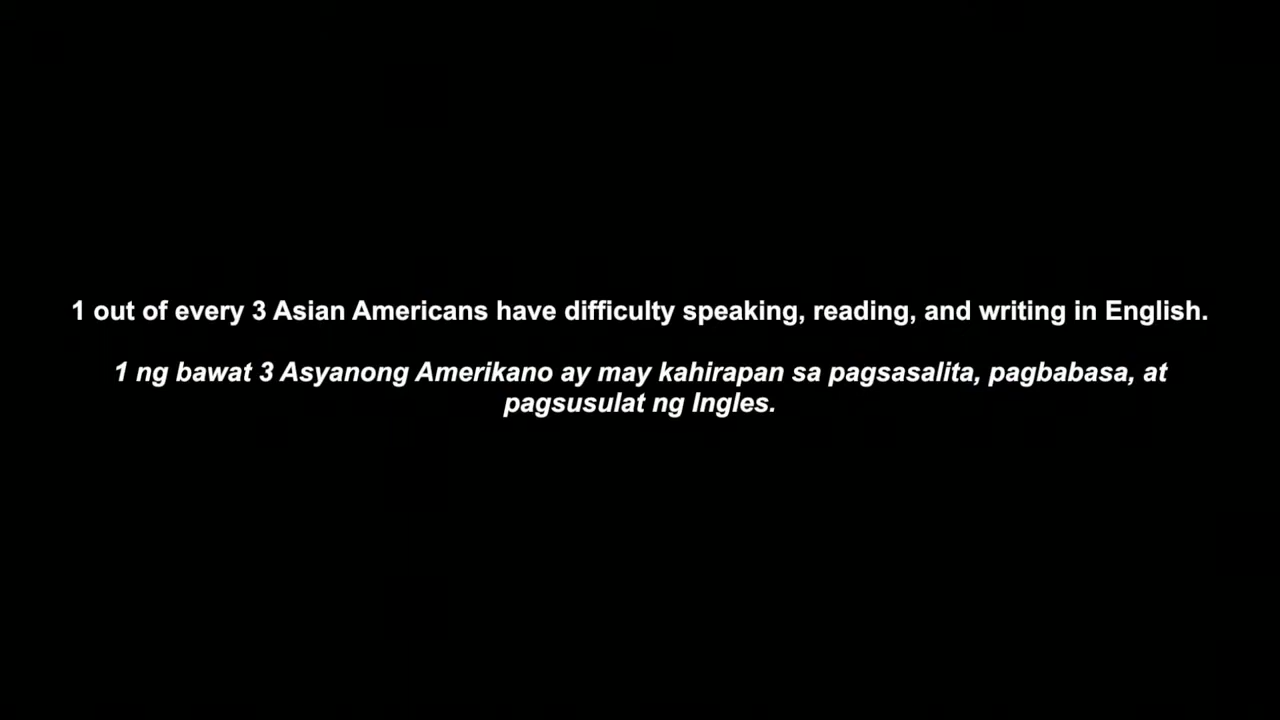 1 out of every 3 Asian Americans have difficulty speaking, reading, and writing in English.
1 ng bawat 3 Asyanong Amerikano ay may kahirapan sa pagsasalita, pagbabasa, at
pagsusulat ng Ingles.